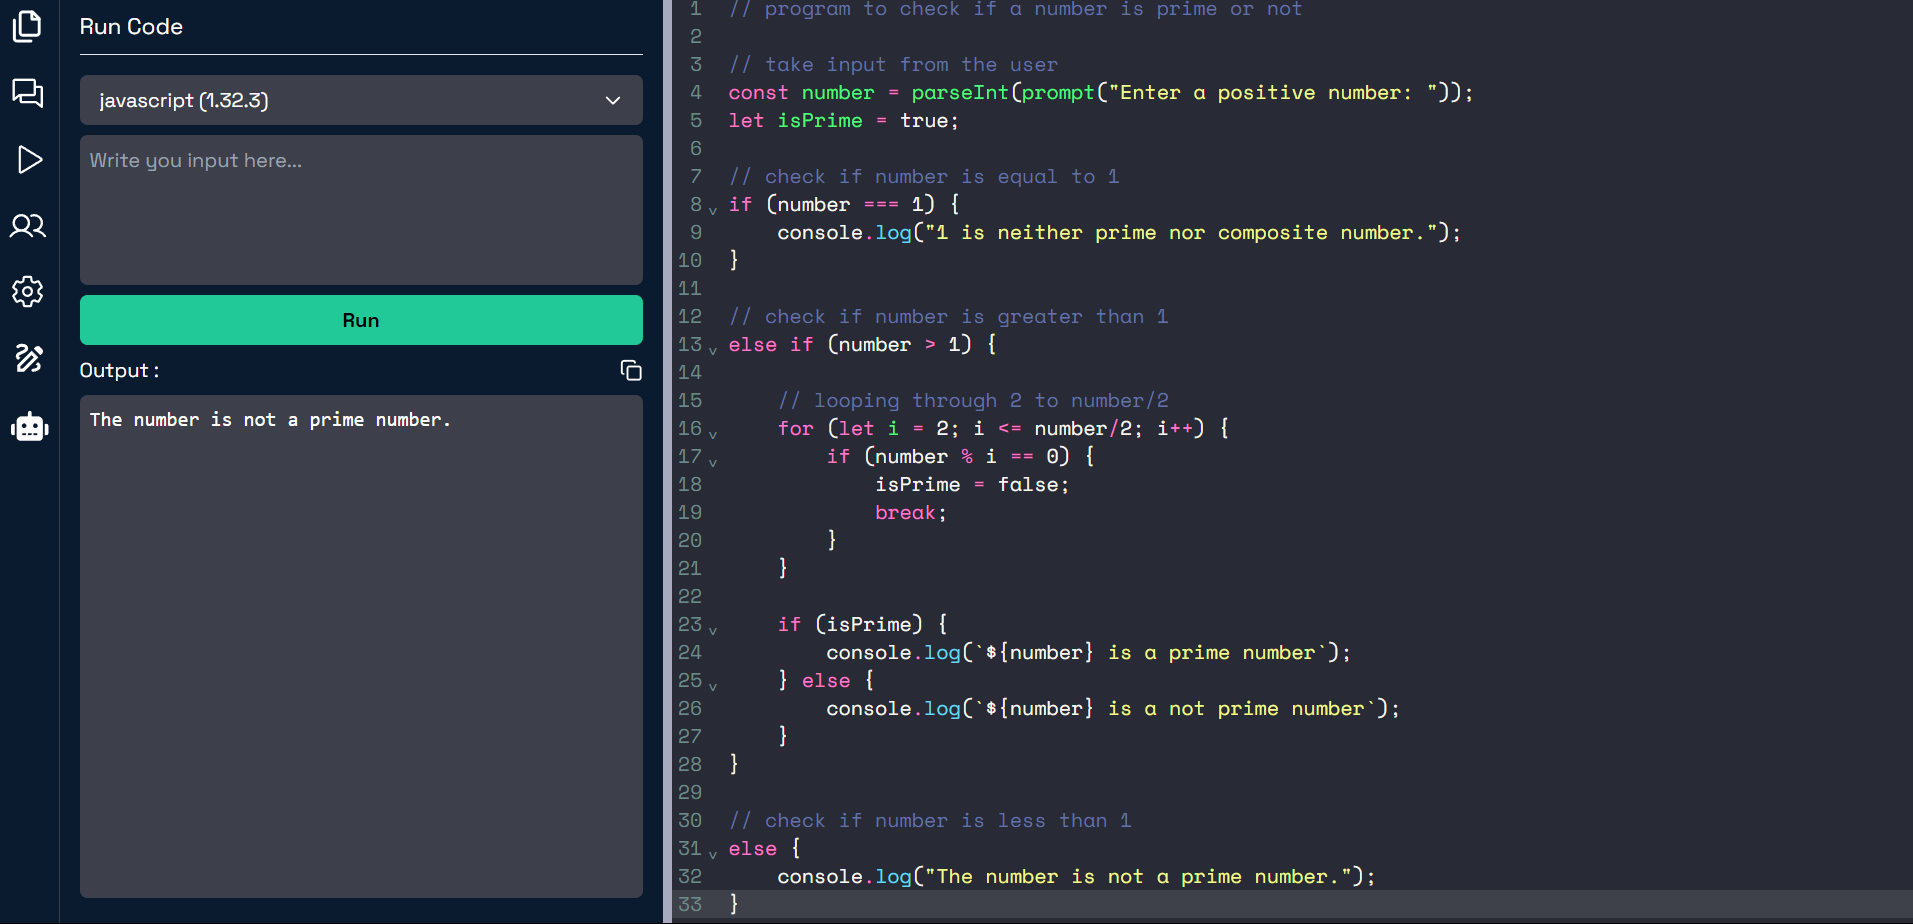 Run Code
javascript (1.32.3)
Write you input here...
Run
Output :
The number is not a prime number.
1 // program to check if a number is prime or not
2
3 // take input from the user
4 const number = parseInt(prompt("Enter a positive number: "));
5 let isPrime = true;
6
7 // check if number is equal to 1
8 if (number === 1) {
9     console.log("1 is neither prime nor composite number.");
10 }
11
12 // check if number is greater than 1
13 else if (number > 1) {
14
15     // looping through 2 to number/2
16     for (let i = 2; i <= number/2; i++) {
17         if (number % i == 0) {
18             isPrime = false;
19             break;
20         }
21     }
22
23     if (isPrime) {
24         console.log(`${number} is a prime number`);
25     } else {
26         console.log(`${number} is a not prime number`);
27     }
28 }
29
30 // check if number is less than 1
31 else {
32     console.log("The number is not a prime number.");
33 }